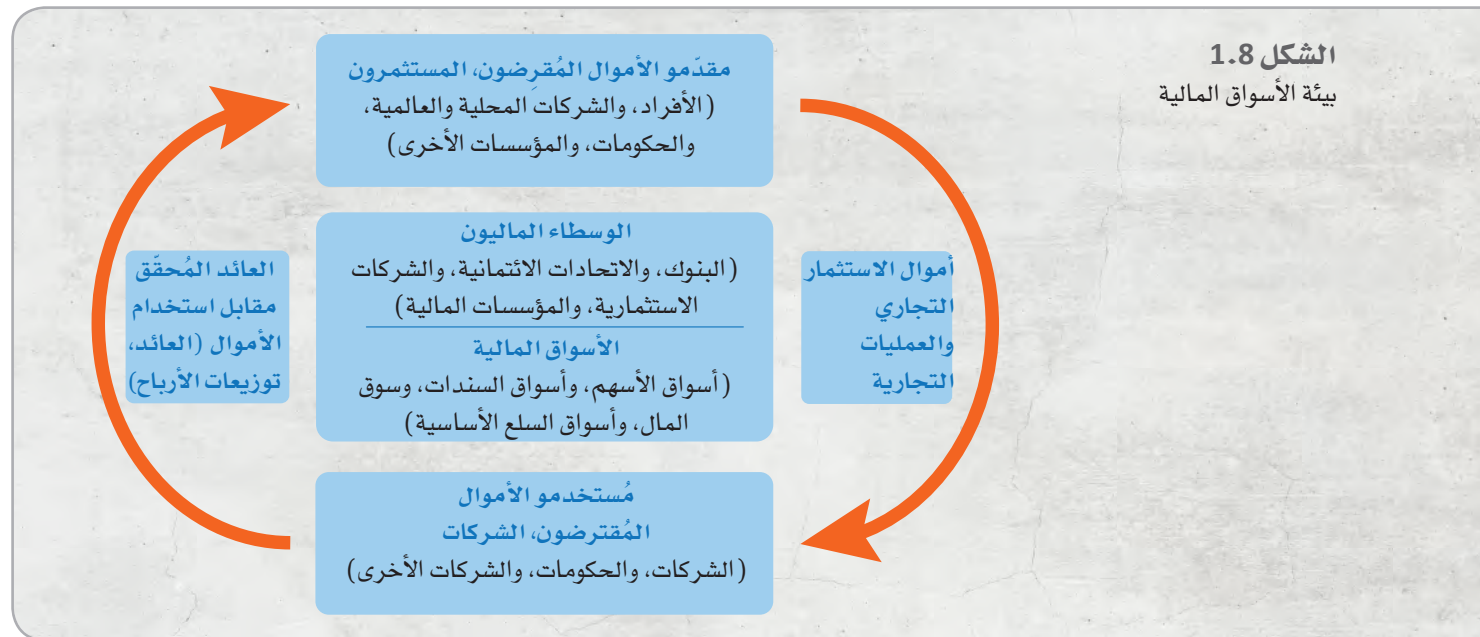 الشكل 1.8
بيئة الأسواق المالية
مقدّمو الأموال المُقرِضون، المستثمرون
(الأفراد، والشركات المحلية والعالمية،
والحكومات، والمؤسسات الأخرى)
أموال الاستثمار
التجاري
والعمليات
التجارية
الوسطاء الماليون
(البنوك، والاتحادات الائتمانية، والشركات
الاستثمارية، والمؤسسات المالية)
الأسواق المالية
(أسواق الأسهم، وأسواق السندات، وسوق
المال، وأسواق السلع الأساسية)
العائد المُحقَّق
مقابل استخدام
الأموال (العائد،
توزيعات الأرباح)
مُستخدمو الأموال
المُقترضون، الشركات
(الشركات، والحكومات، والشركات الأخرى)